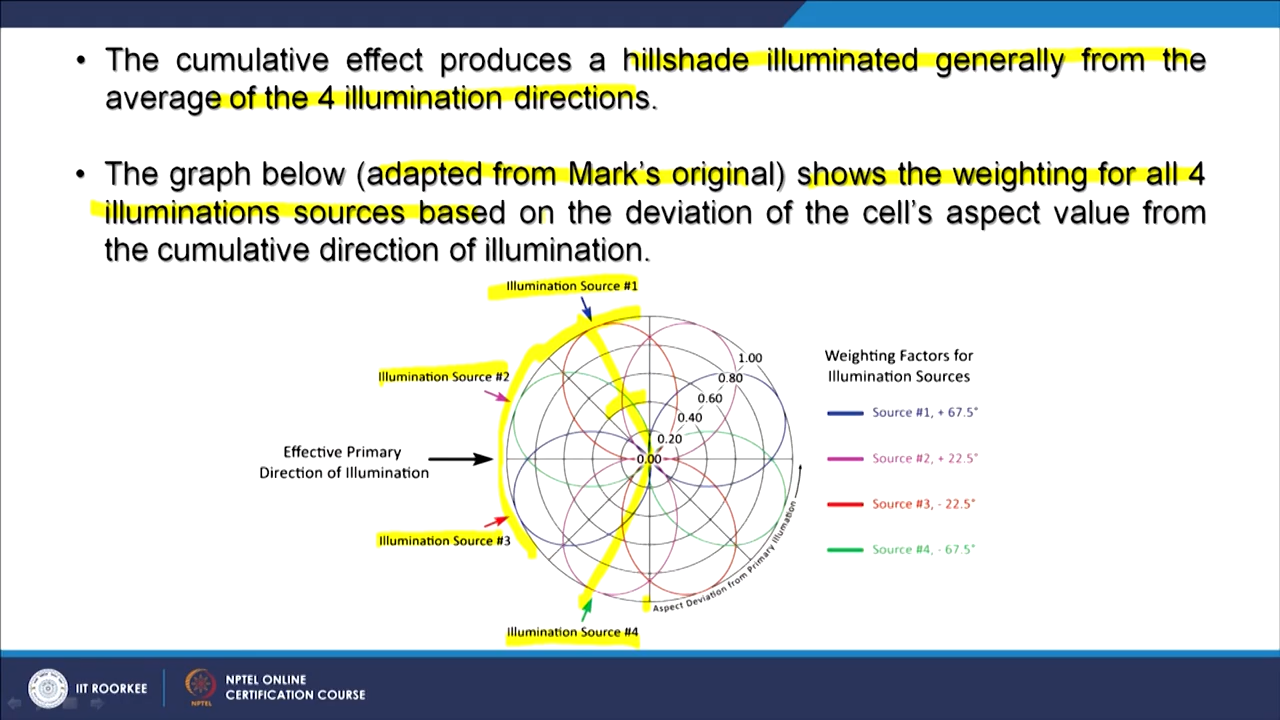 • The cumulative effect produces a hillshade illuminated generally from the
average of the 4 illumination directions.
• The graph below (adapted from Mark's original) shows the weighting for all 4
illuminations sources based on the deviation of the cell's aspect value from
the cumulative direction of illumination.
Illumination Source #1
Illumination Source #2
Effective Primary
Direction of Illumination
Illumination Source #3
Illumination Source #4
1.00
0.80
0.60
0.40
0.20
0.00
Aspect Deviation from Primary Illumination
Weighting Factors for
Illumination Sources
Source #1, + 67.5°
Source #2, + 22.5°
Source #3, - 22.5°
Source #4, - 67.5°
IIT ROORKEE
NPTEL
NPTEL ONLINE
CERTIFICATION COURSE